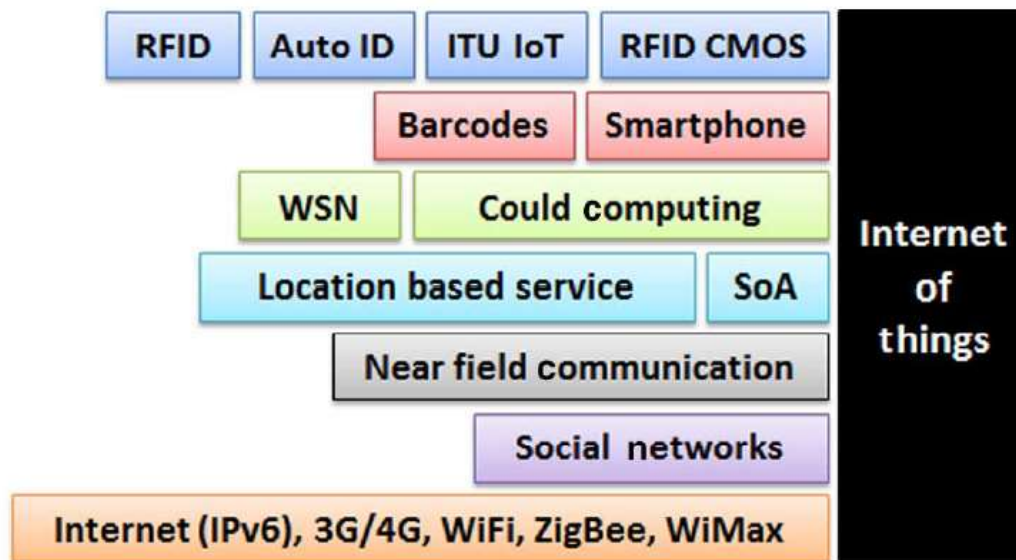 RFID Auto ID ITU IoT RFID CMOS
Barcodes Smartphone
WSN Could computing
Location based service SoA
Near field communication
Social networks
Internet (IPv6), 3G/4G, WiFi, ZigBee, WiMax
Internet
of
things